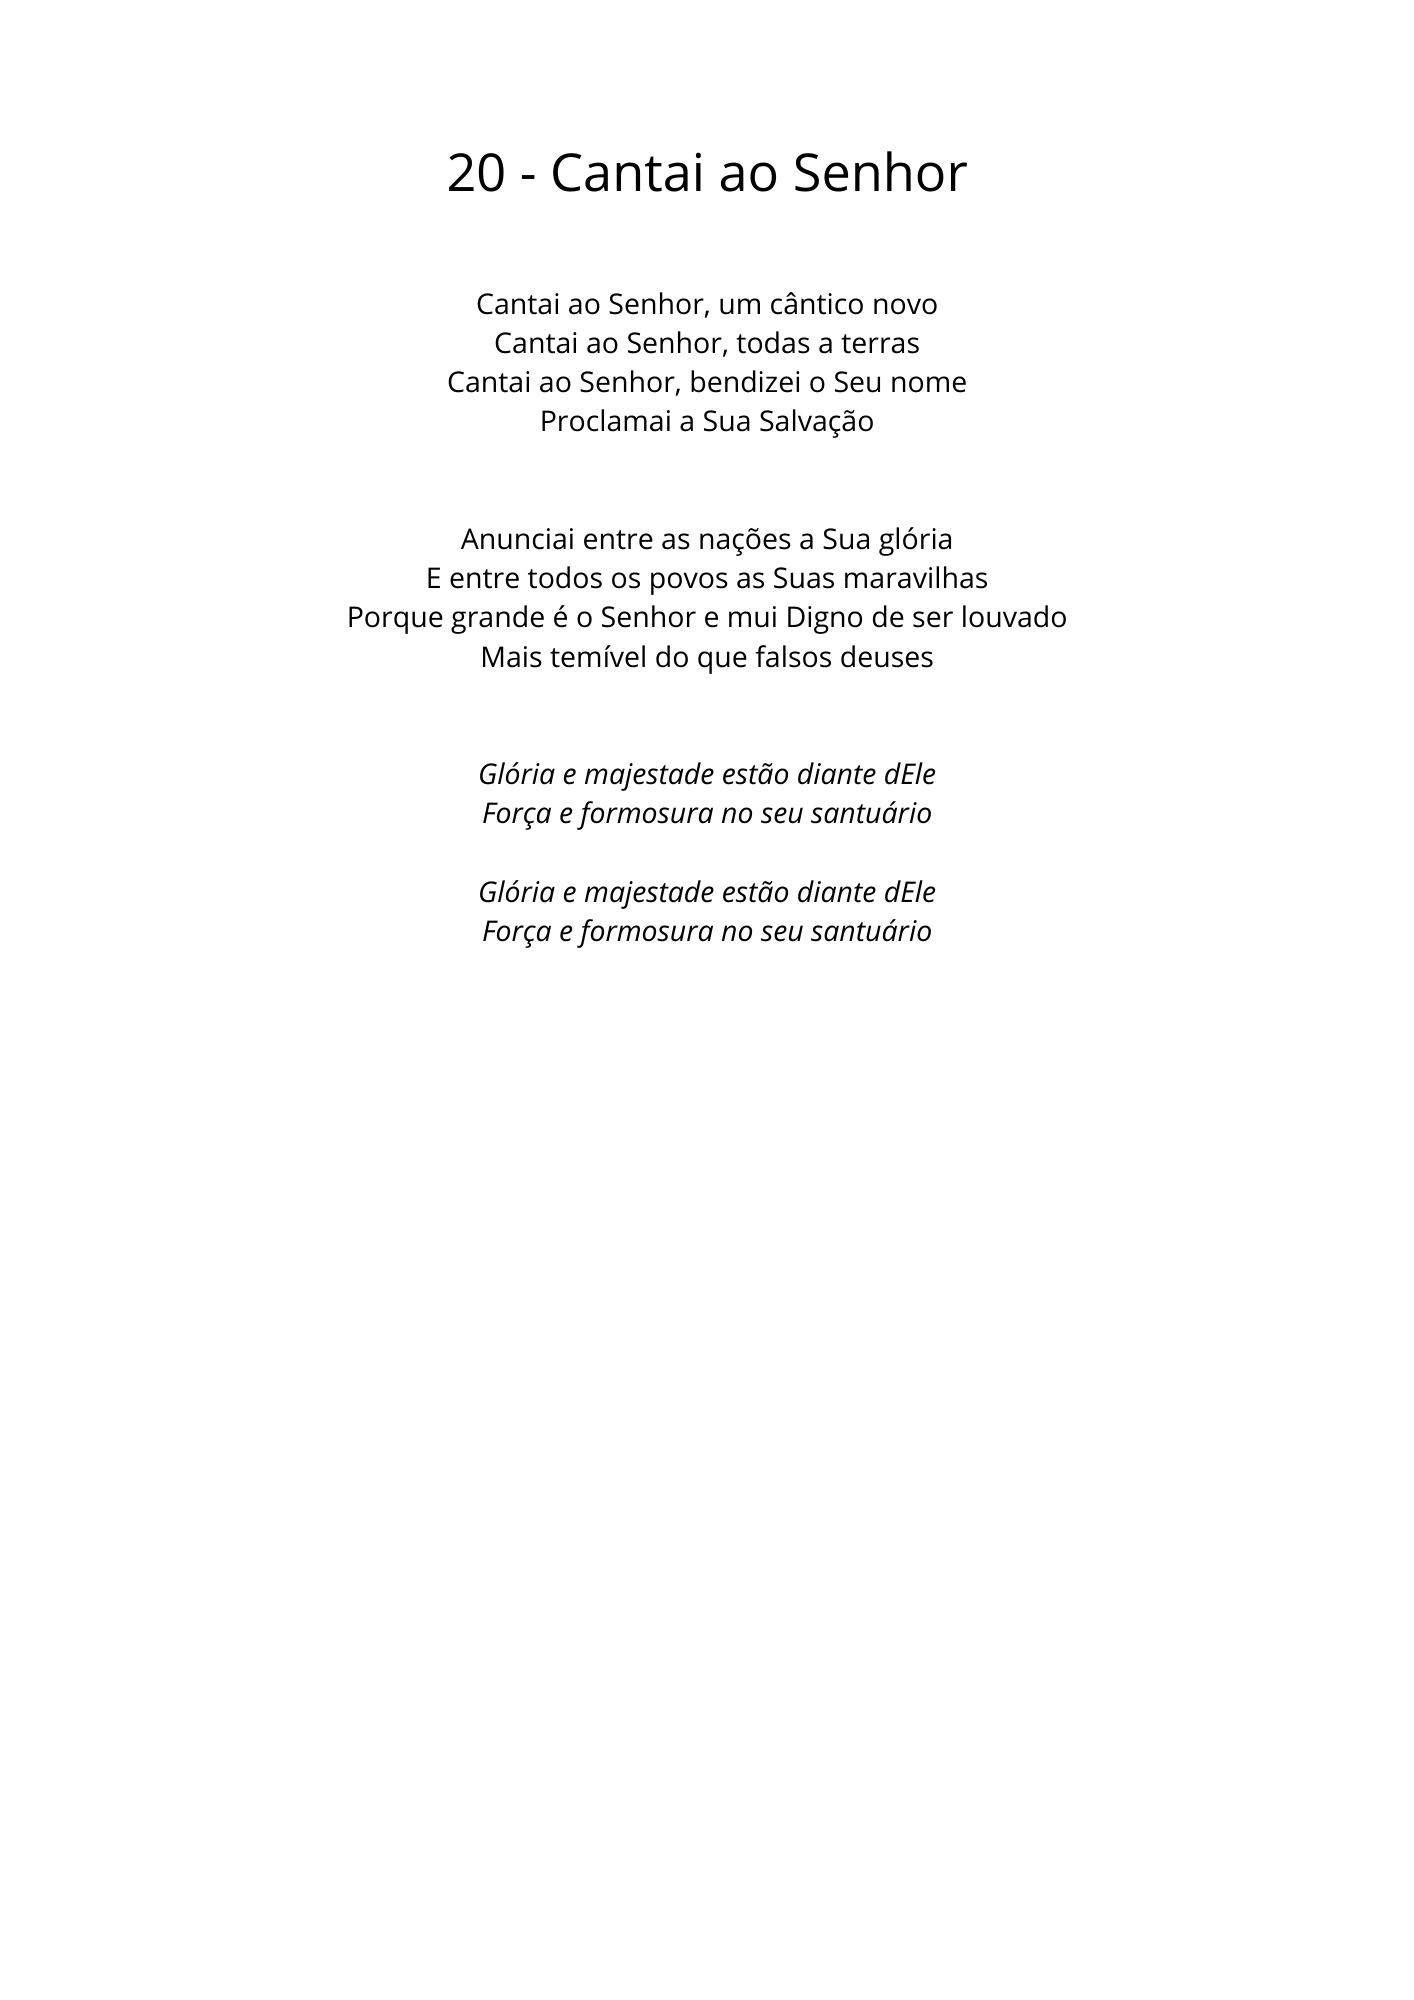 20 - Cantai ao Senhor
Cantai ao Senhor, um cântico novo
Cantai ao Senhor, todas a terras
Cantai ao Senhor, bendizei o Seu nome
Proclamai a Sua Salvação
Anunciai entre as nações a Sua glória
E entre todos os povos as Suas maravilhas
Porque grande é o Senhor e mui Digno de ser louvado
Mais temível do que falsos deuses
Glória e majestade estão diante dEle
Força e formosura no seu santuário
Glória e majestade estão diante dEle
Força e formosura no seu santuário